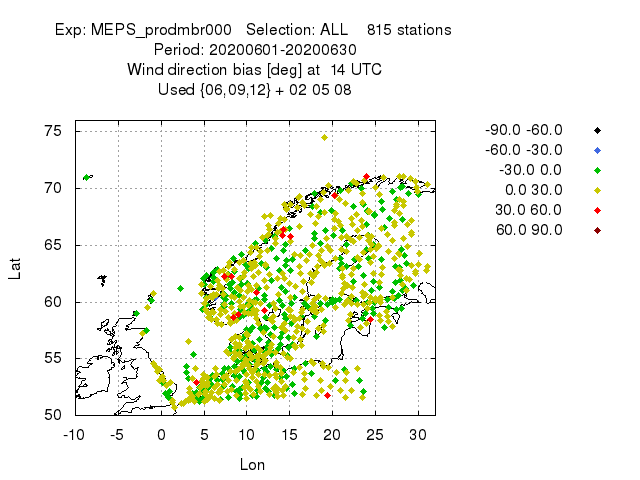 Exp: MEPS_prodmbr000 Selection: ALL 815 stations
Period: 20200601-20200630
Wind direction bias [deg] at 14 UTC
Used {06,09,12} + 02 05 08
-90.0 -60.0
-60.0 -30.0
-30.0 0.0
0.0 30.0
30.0 60.0
60.0 90.0
75
70
65
60
55
50
Lat
-10 -5 0 5 10 15 20 25 30
Lon